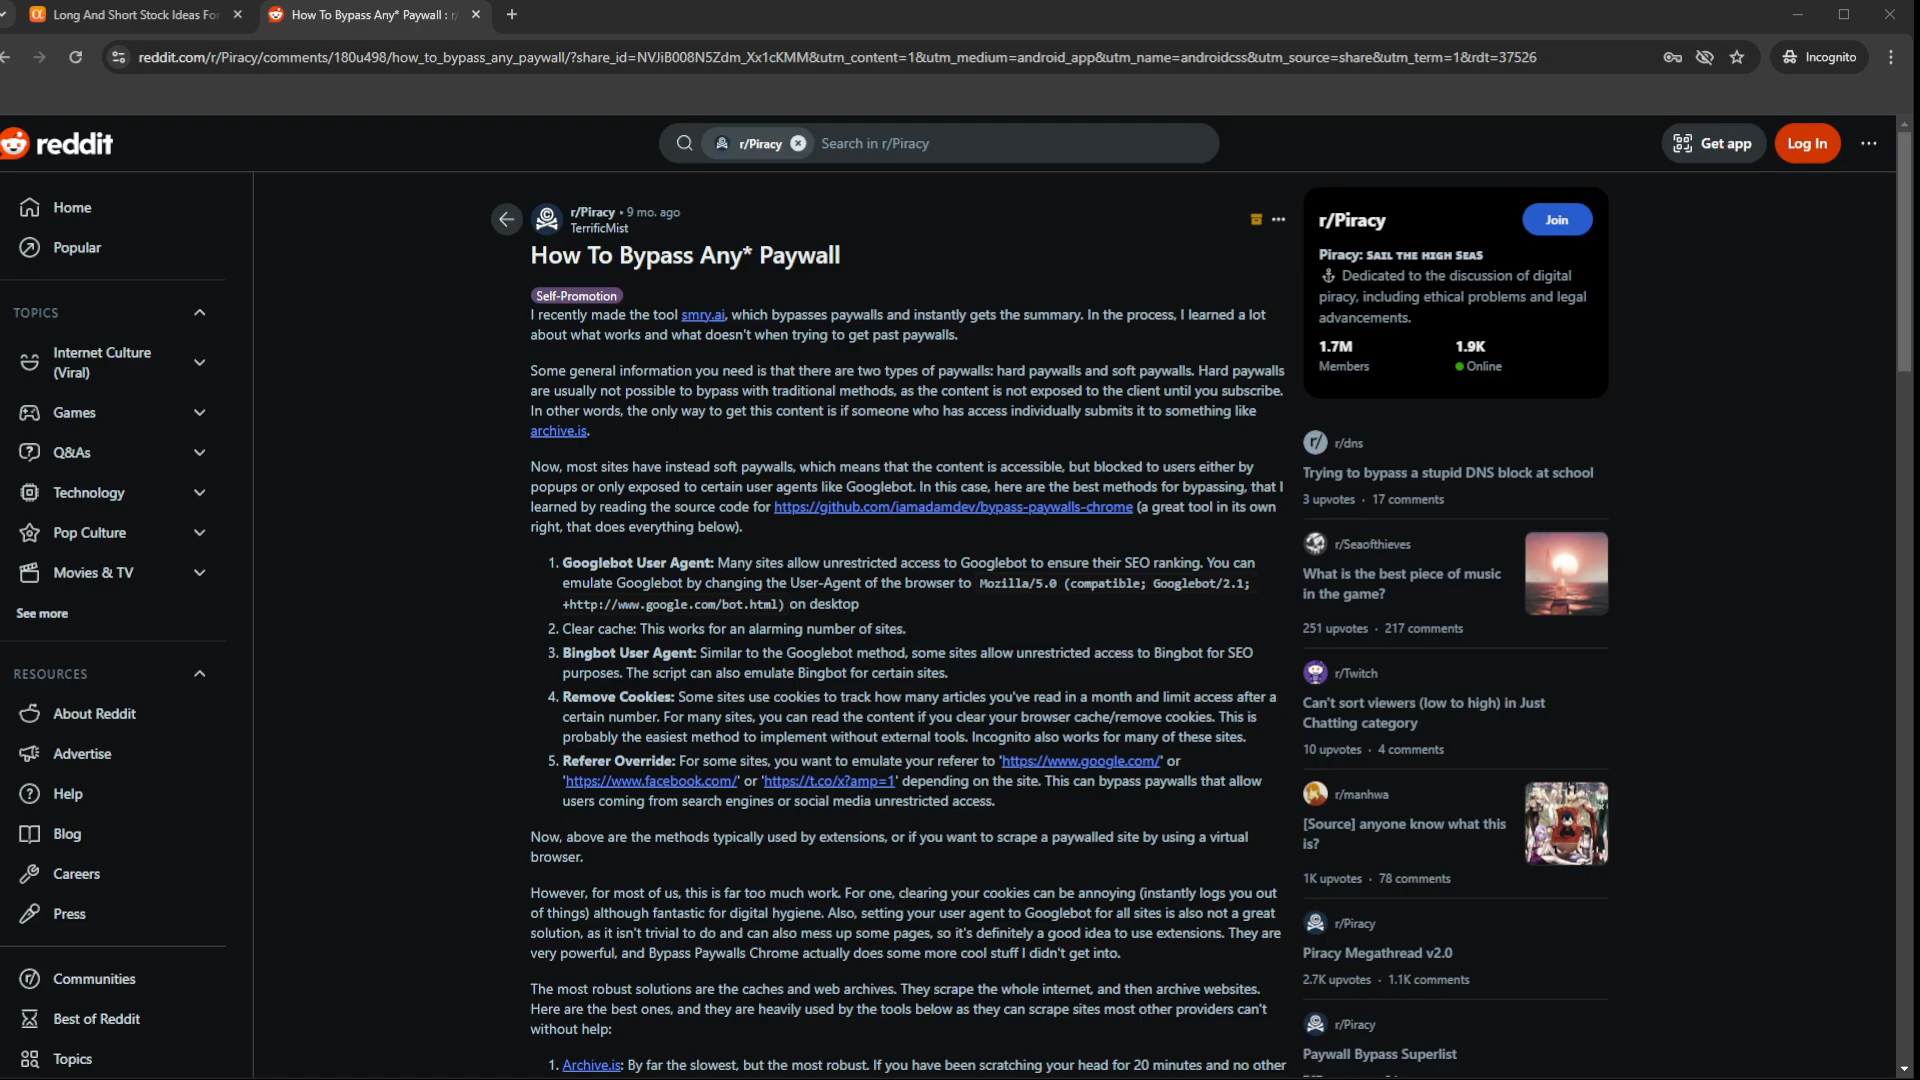 Long And Short Stock Ideas Fo
How To Bypass Any* Paywall : r/
reddit.com/r/Piracy/comments/180u498/how_to_bypass_any_paywall/?share_id=NVJiB008N5Zdm_Xx1cKMM&utm_content=1&utm_medium=android_app&utm_name=androidcss&utm_source=share&utm_term=1&rdt=37526
Incognito
reddit
r/Piracy
Search in r/Piracy
Get app
Log In
Home
Popular
TOPICS
Internet Culture
(Viral)
Games
Q&As
Technology
Pop Culture
Movies & TV
See more
RESOURCES
About Reddit
Advertise
Help
Blog
Careers
Press
Communities
Best of Reddit
Topics
r/Piracy • 9 mo. ago
TerrificMist
How To Bypass Any* Paywall
Self-Promotion
I recently made the tool smry.ai, which bypasses paywalls and instantly gets the summary. In the process, I learned a lot
about what works and what doesn't when trying to get past paywalls.
Some general information you need is that there are two types of paywalls: hard paywalls and soft paywalls. Hard paywalls
are usually not possible to bypass with traditional methods, as the content is not exposed to the client until you subscribe.
In other words, the only way to get this content is if someone who has access individually submits it to something like
archive.is.
Now, most sites have instead soft paywalls, which means that the content is accessible, but blocked to users either by
popups or only exposed to certain user agents like Googlebot. In this case, here are the best methods for bypassing, that I
learned by reading the source code for https://github.com/iamadamdev/bypass-paywalls-chrome (a great tool in its own
right, that does everything below).
1. Googlebot User Agent: Many sites allow unrestricted access to Googlebot to ensure their SEO ranking. You can
emulate Googlebot by changing the User-Agent of the browser to Mozilla/5.0 (compatible; Googlebot/2.1;
+http://www.google.com/bot.html) on desktop
2. Clear cache: This works for an alarming number of sites.
3. Bingbot User Agent: Similar to the Googlebot method, some sites allow unrestricted access to Bingbot for SEO
purposes. The script can also emulate Bingbot for certain sites.
4. Remove Cookies: Some sites use cookies to track how many articles you've read in a month and limit access after a
certain number. For many sites, you can read the content if you clear your browser cache/remove cookies. This is
probably the easiest method to implement without external tools. Incognito also works for many of these sites.
5. Referer Override: For some sites, you want to emulate your referer to 'https://www.google.com/' or
'https://www.facebook.com/' or 'https://t.co/x?amp=1' depending on the site. This can bypass paywalls that allow
users coming from search engines or social media unrestricted access.
Now, above are the methods typically used by extensions, or if you want to scrape a paywalled site by using a virtual
browser.
However, for most of us, this is far too much work. For one, clearing your cookies can be annoying (instantly logs you out
of things) although fantastic for digital hygiene. Also, setting your user agent to Googlebot for all sites is also not a great
solution, as it isn't trivial to do and can also mess up some pages, so it's definitely a good idea to use extensions. They are
very powerful, and Bypass Paywalls Chrome actually does some more cool stuff I didn't get into.
The most robust solutions are the caches and web archives. They scrape the whole internet, and then archive websites.
Here are the best ones, and they are heavily used by the tools below as they can scrape sites most other providers can't
without help:
1. Archive.is: By far the slowest, but the most robust. If you have been scratching your head for 20 minutes and no other
r/Piracy
Join
Piracy: ꜱᴀɪʟ ᴛʜᴇ ʜɪɢʜ ꜱᴇᴀꜱ
⚓ Dedicated to the discussion of digital
piracy, including ethical problems and legal
advancements.
1.7M 1.9K
Members Online
r/dns
Trying to bypass a stupid DNS block at school
3 upvotes · 17 comments
r/Seaofthieves
What is the best piece of music
in the game?
251 upvotes · 217 comments
r/Twitch
Can't sort viewers (low to high) in Just
Chatting category
10 upvotes · 4 comments
r/manhwa
[Source] anyone know what this
is?
1K upvotes · 78 comments
r/Piracy
Piracy Megathread v2.0
2.7K upvotes · 1.1K comments
r/Piracy
Paywall Bypass Superlist